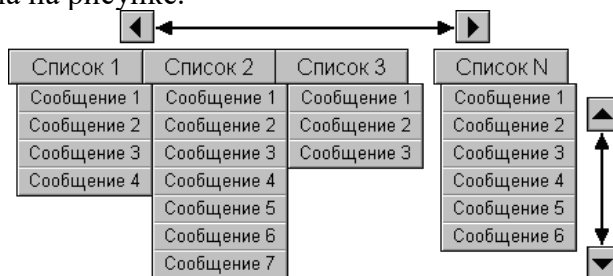 на рисунке.
Список 1 Список 2 Список 3 Список N
Сообщение 1 Сообщение 1 Сообщение 1 Сообщение 1
Сообщение 2 Сообщение 2 Сообщение 2 Сообщение 2
Сообщение 3 Сообщение 3 Сообщение 3 Сообщение 3
Сообщение 4 Сообщение 4 Сообщение 4
Сообщение 5 Сообщение 5
Сообщение 6 Сообщение 6
Сообщение 7